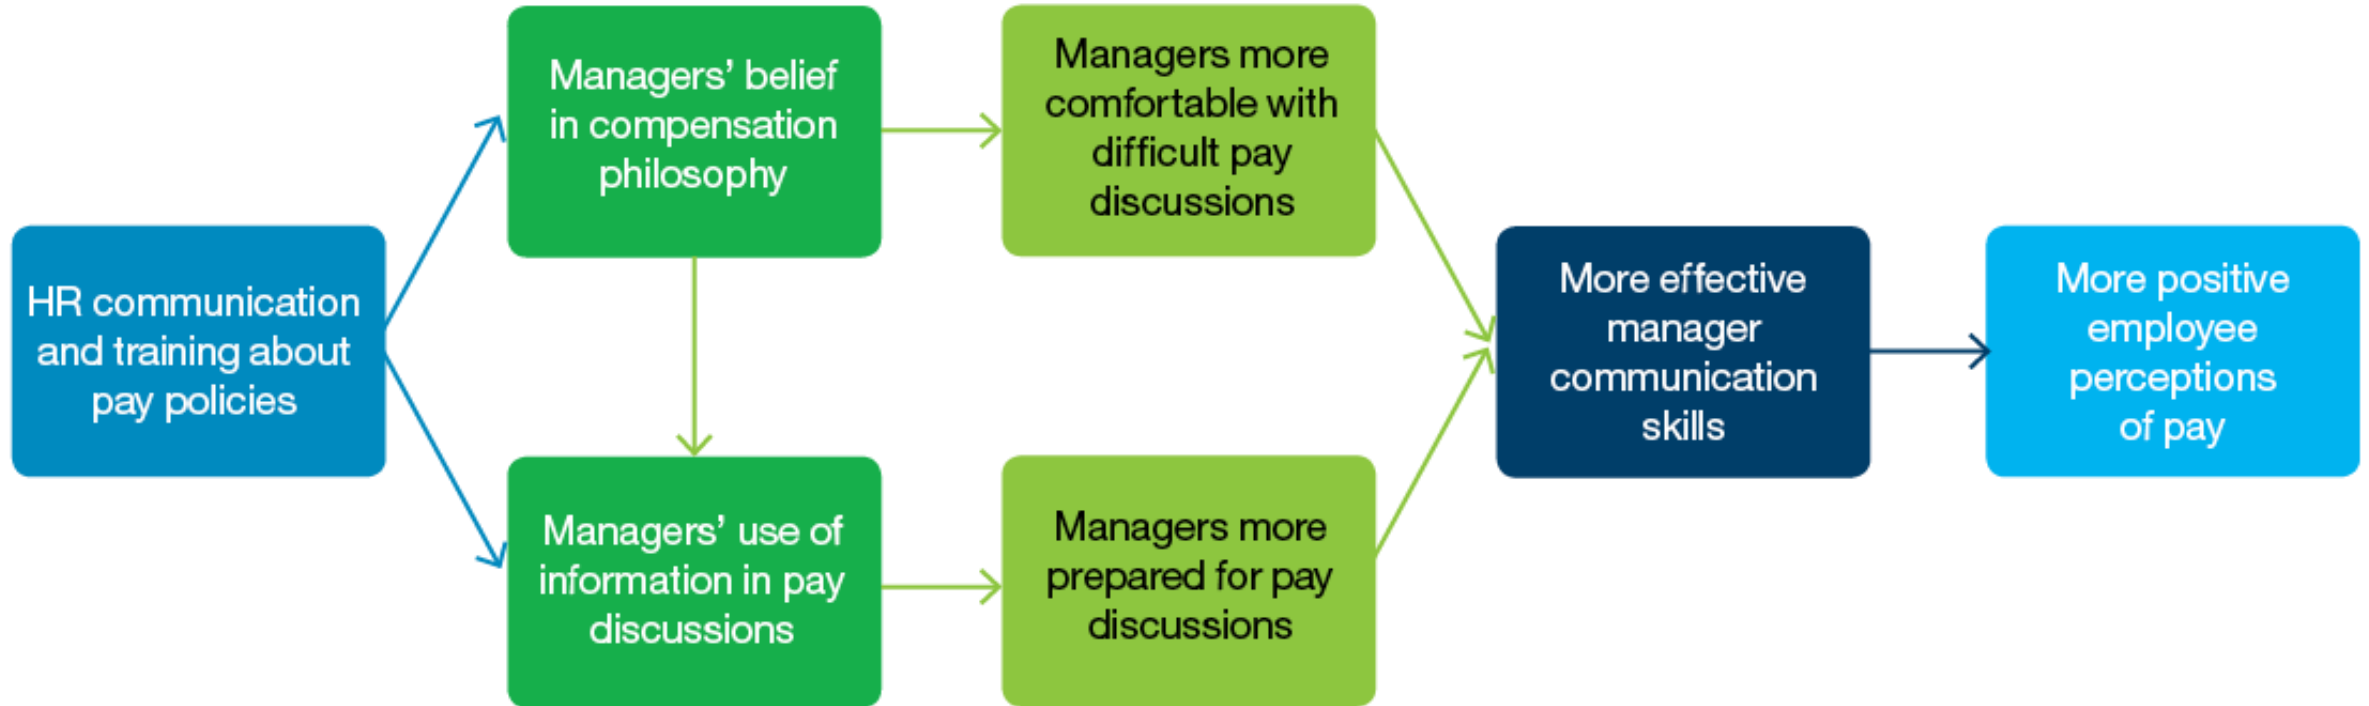 HR communication
and training about
pay policies
Managers’ belief
in compensation
philosophy
Managers’ use of
information in pay
discussions
Managers more
comfortable with
difficult pay
discussions
Managers more
prepared for pay
discussions
More effective
manager
communication
skills
More positive
employee
perceptions
of pay